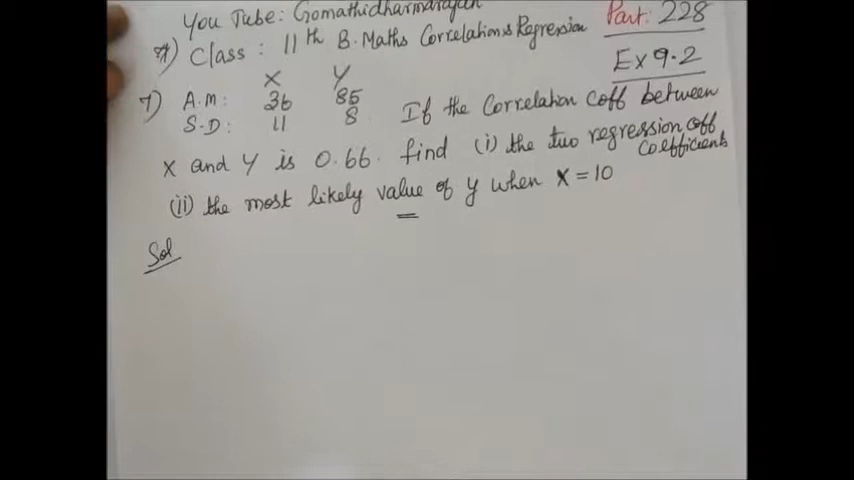 You Tube: Gomathidharmarajan
Part: 228
Class: 11th B.Maths Correlation & Regression
Ex 9.2
X Y
7) A.M: 36 85 If the Correlation coff between
S.D: 11 8
X and Y is 0.66. find (i) the two regression coff
coefficients
(ii) the most likely value of y when X = 10
Sol